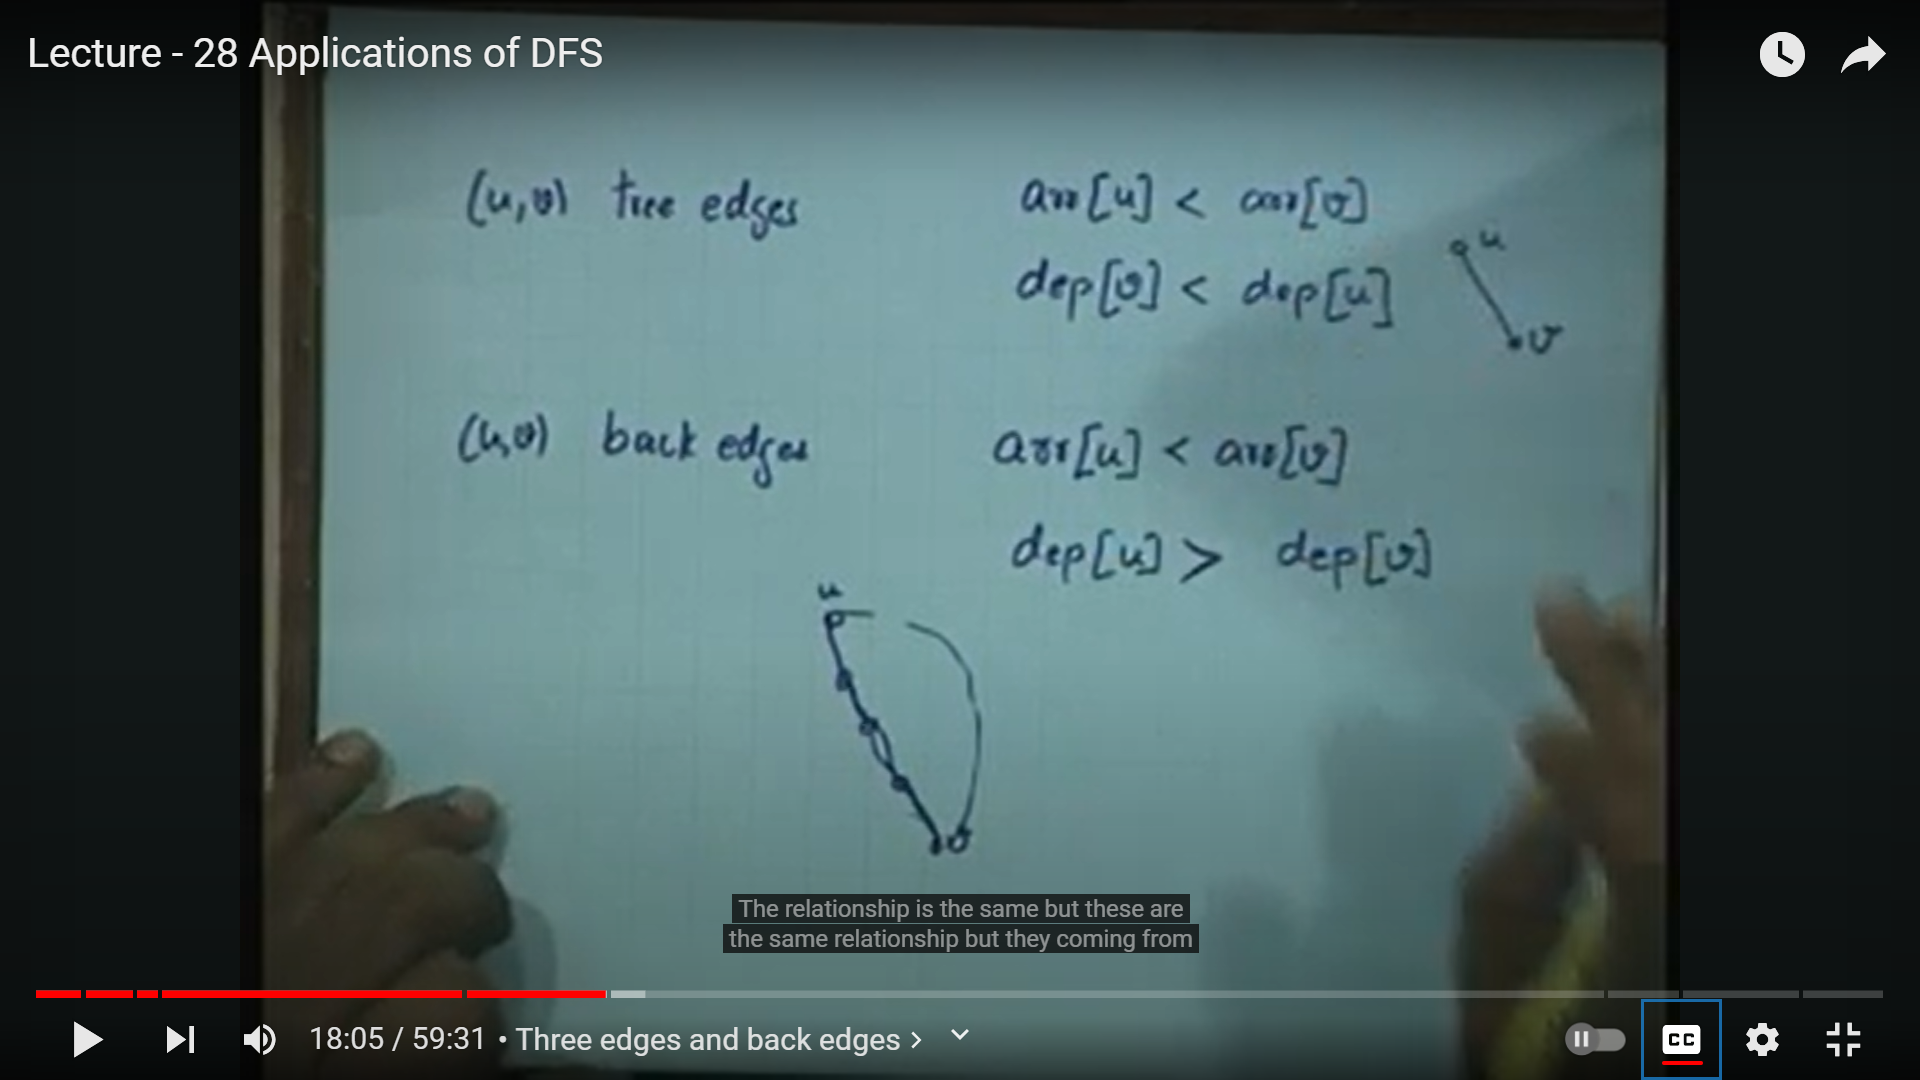 Lecture - 28 Applications of DFS
(u,v) tree edges arr[u] < arr[v]
dep[v] < dep[u]
u
v
(u,v) back edges arr[u] < arr[v]
dep[u] > dep[v]
u
v
The relationship is the same but these are
the same relationship but they coming from
18:05 / 59:31 • Three edges and back edges >
CC